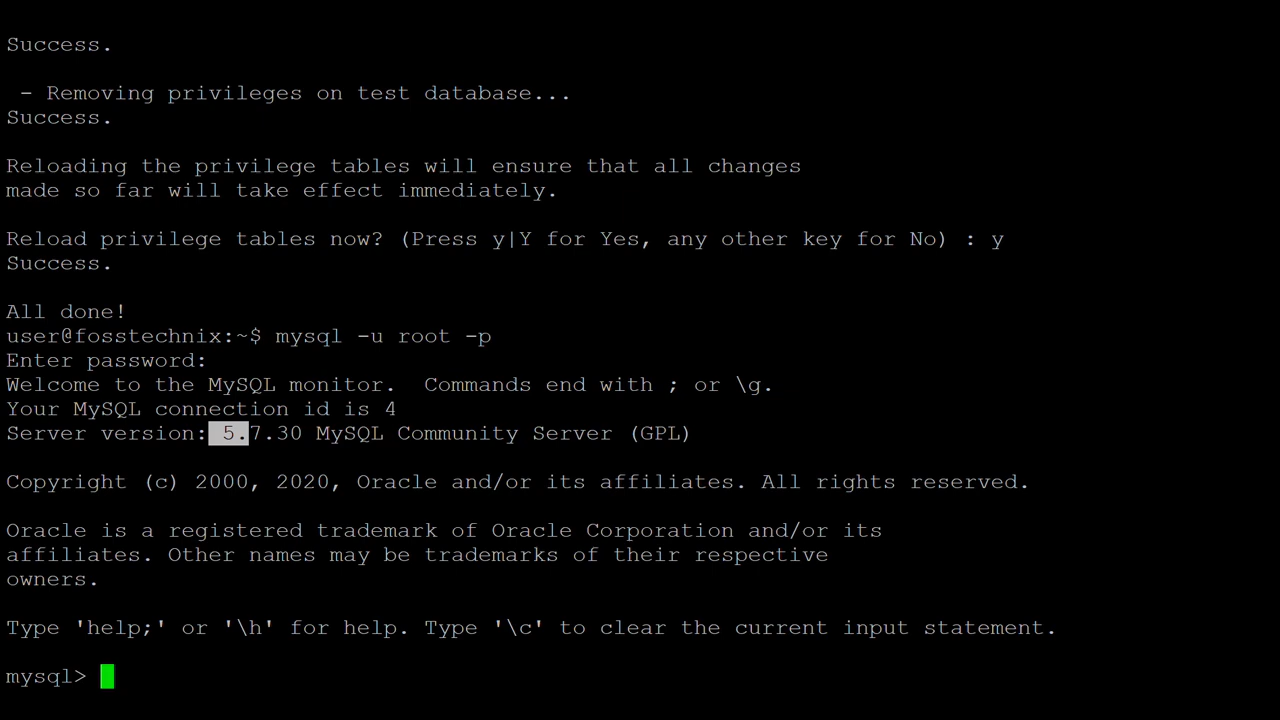 Success.
 - Removing privileges on test database...
Success.
Reloading the privilege tables will ensure that all changes
made so far will take effect immediately.
Reload privilege tables now? (Press y|Y for Yes, any other key for No) : y
Success.
All done!
user@fosstechnix:~$ mysql -u root -p
Enter password:
Welcome to the MySQL monitor.  Commands end with ; or \g.
Your MySQL connection id is 4
Server version: 5.7.30 MySQL Community Server (GPL)
Copyright (c) 2000, 2020, Oracle and/or its affiliates. All rights reserved.
Oracle is a registered trademark of Oracle Corporation and/or its
affiliates. Other names may be trademarks of their respective
owners.
Type 'help;' or '\h' for help. Type '\c' to clear the current input statement.
mysql>